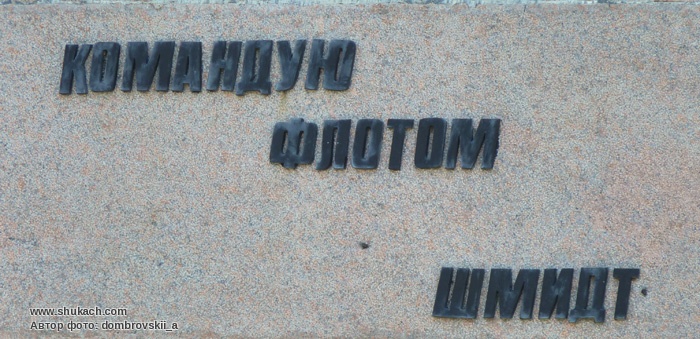 КОМАНДУЮ
ФЛОТОМ
ШМИДТ
www.shukach.com
Автор фото: dombrovskii_a